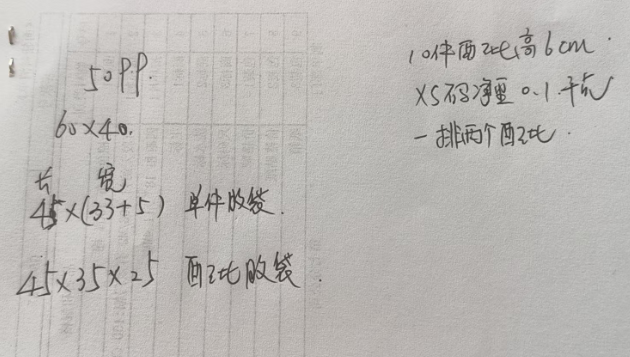 50P.P.
60×40.
长 宽
45×(33+5) 单件胶袋.
45×35×25 配比胶袋.
10件配比高6cm.
XS码净重0.1千克
一排两个配比.